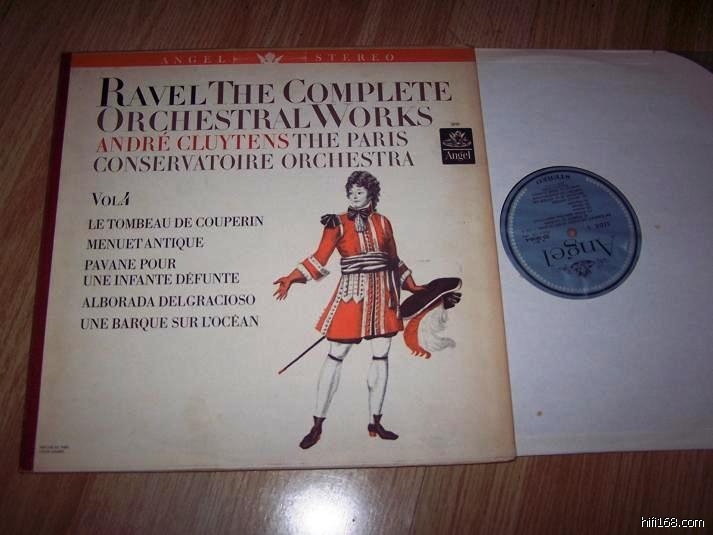 ANGEL STEREO
RAVEL THE COMPLETE
ORCHESTRAL WORKS
ANDRÉ CLUYTENS THE PARIS
CONSERVATOIRE ORCHESTRA
Angel
VOL.4
LE TOMBEAU DE COUPERIN
MENUET ANTIQUE
PAVANE POUR
UNE INFANTE DÉFUNTE
ALBORADA DEL GRACIOSO
UNE BARQUE SUR L'OCÉAN
STEREO
Angel
hifi168.com